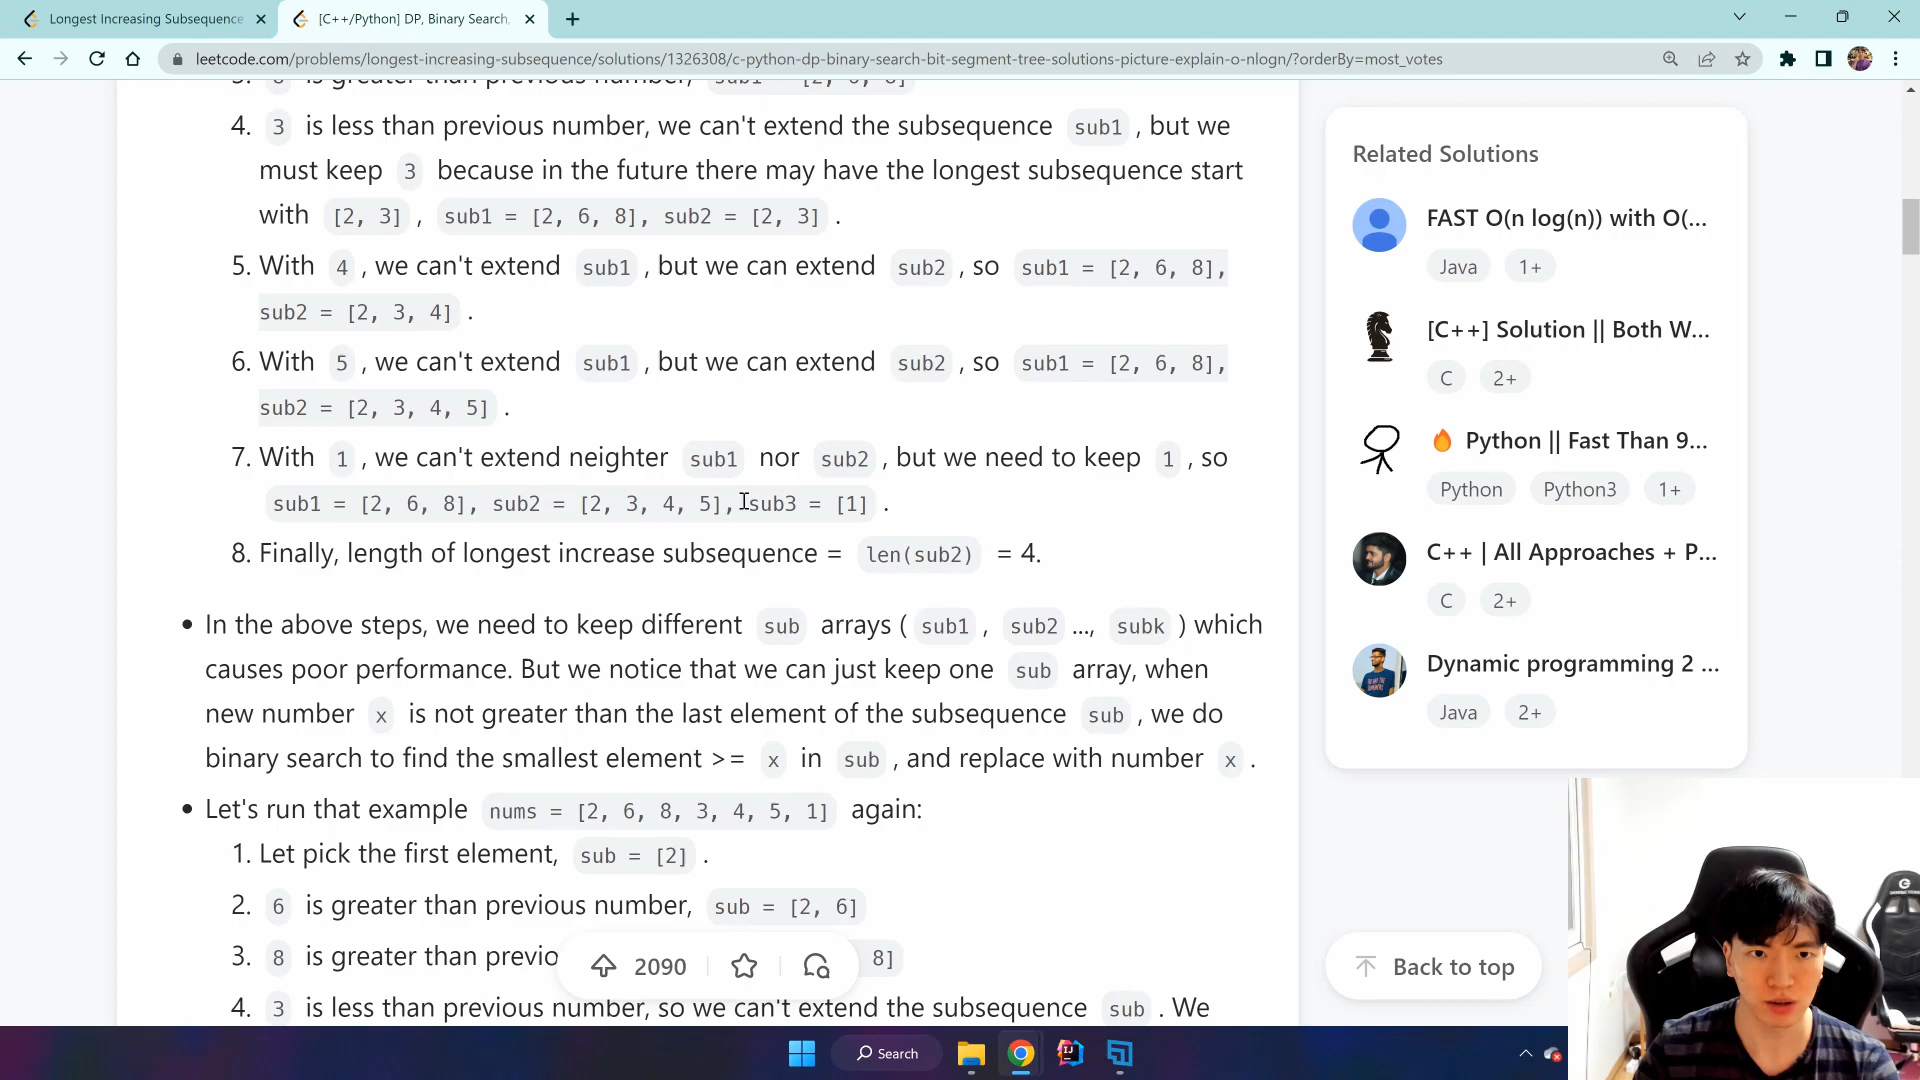 Longest Increasing Subsequence
[C++/Python] DP, Binary Search,
leetcode.com/problems/longest-increasing-subsequence/solutions/1326308/c-python-dp-binary-search-bit-segment-tree-solutions-picture-explain-o-nlogn/?orderBy=most_votes
is greater than previous number,
4. 3 is less than previous number, we can't extend the subsequence sub1 , but we
must keep 3 because in the future there may have the longest subsequence start
with [2, 3] , sub1 = [2, 6, 8], sub2 = [2, 3] .
5. With 4 , we can't extend sub1 , but we can extend sub2 , so sub1 = [2, 6, 8],
sub2 = [2, 3, 4] .
6. With 5 , we can't extend sub1 , but we can extend sub2 , so sub1 = [2, 6, 8],
sub2 = [2, 3, 4, 5] .
7. With 1 , we can't extend neighter sub1 nor sub2 , but we need to keep 1 , so
sub1 = [2, 6, 8], sub2 = [2, 3, 4, 5], sub3 = [1] .
8. Finally, length of longest increase subsequence = len(sub2) = 4.
• In the above steps, we need to keep different sub arrays ( sub1 , sub2 ..., subk ) which
causes poor performance. But we notice that we can just keep one sub array, when
new number x is not greater than the last element of the subsequence sub , we do
binary search to find the smallest element >= x in sub , and replace with number x .
• Let's run that example nums = [2, 6, 8, 3, 4, 5, 1] again:
1. Let pick the first element, sub = [2] .
2. 6 is greater than previous number, sub = [2, 6]
3. 8 is greater than previo 8]
2090
4. 3 is less than previous number, so we can't extend the subsequence sub . We
Related Solutions
FAST O(n log(n)) with O(...
Java 1+
[C++] Solution || Both W...
C 2+
Python || Fast Than 9...
Python Python3 1+
C++ | All Approaches + P...
C 2+
Dynamic programming 2 ...
Java 2+
Back to top
Search